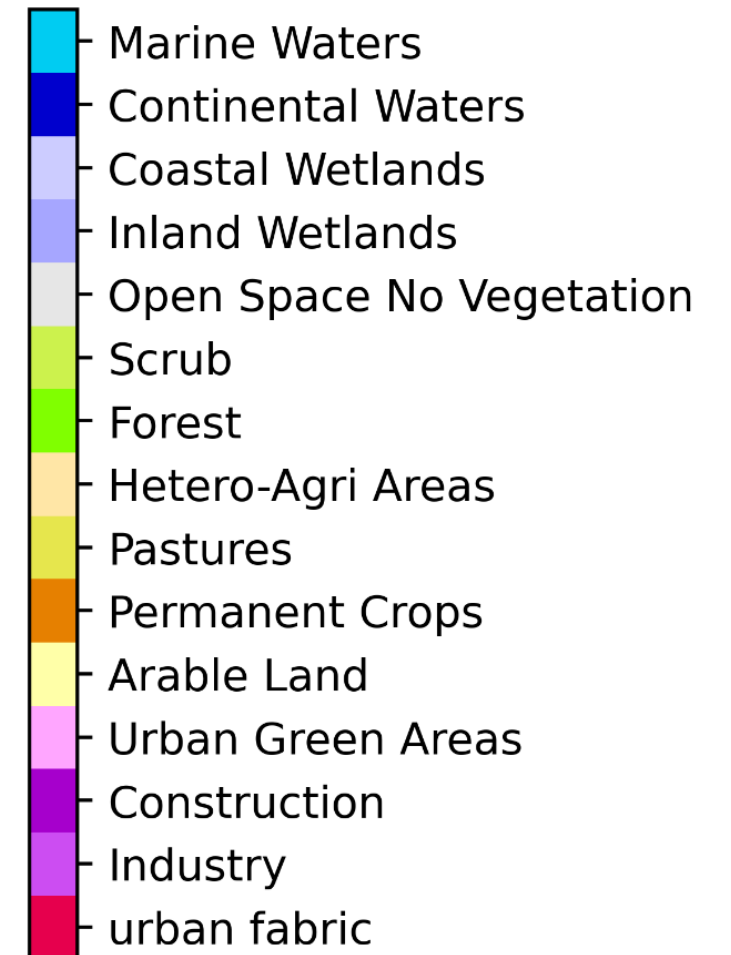 Marine Waters
Continental Waters
Coastal Wetlands
Inland Wetlands
Open Space No Vegetation
Scrub
Forest
Hetero-Agri Areas
Pastures
Permanent Crops
Arable Land
Urban Green Areas
Construction
Industry
urban fabric